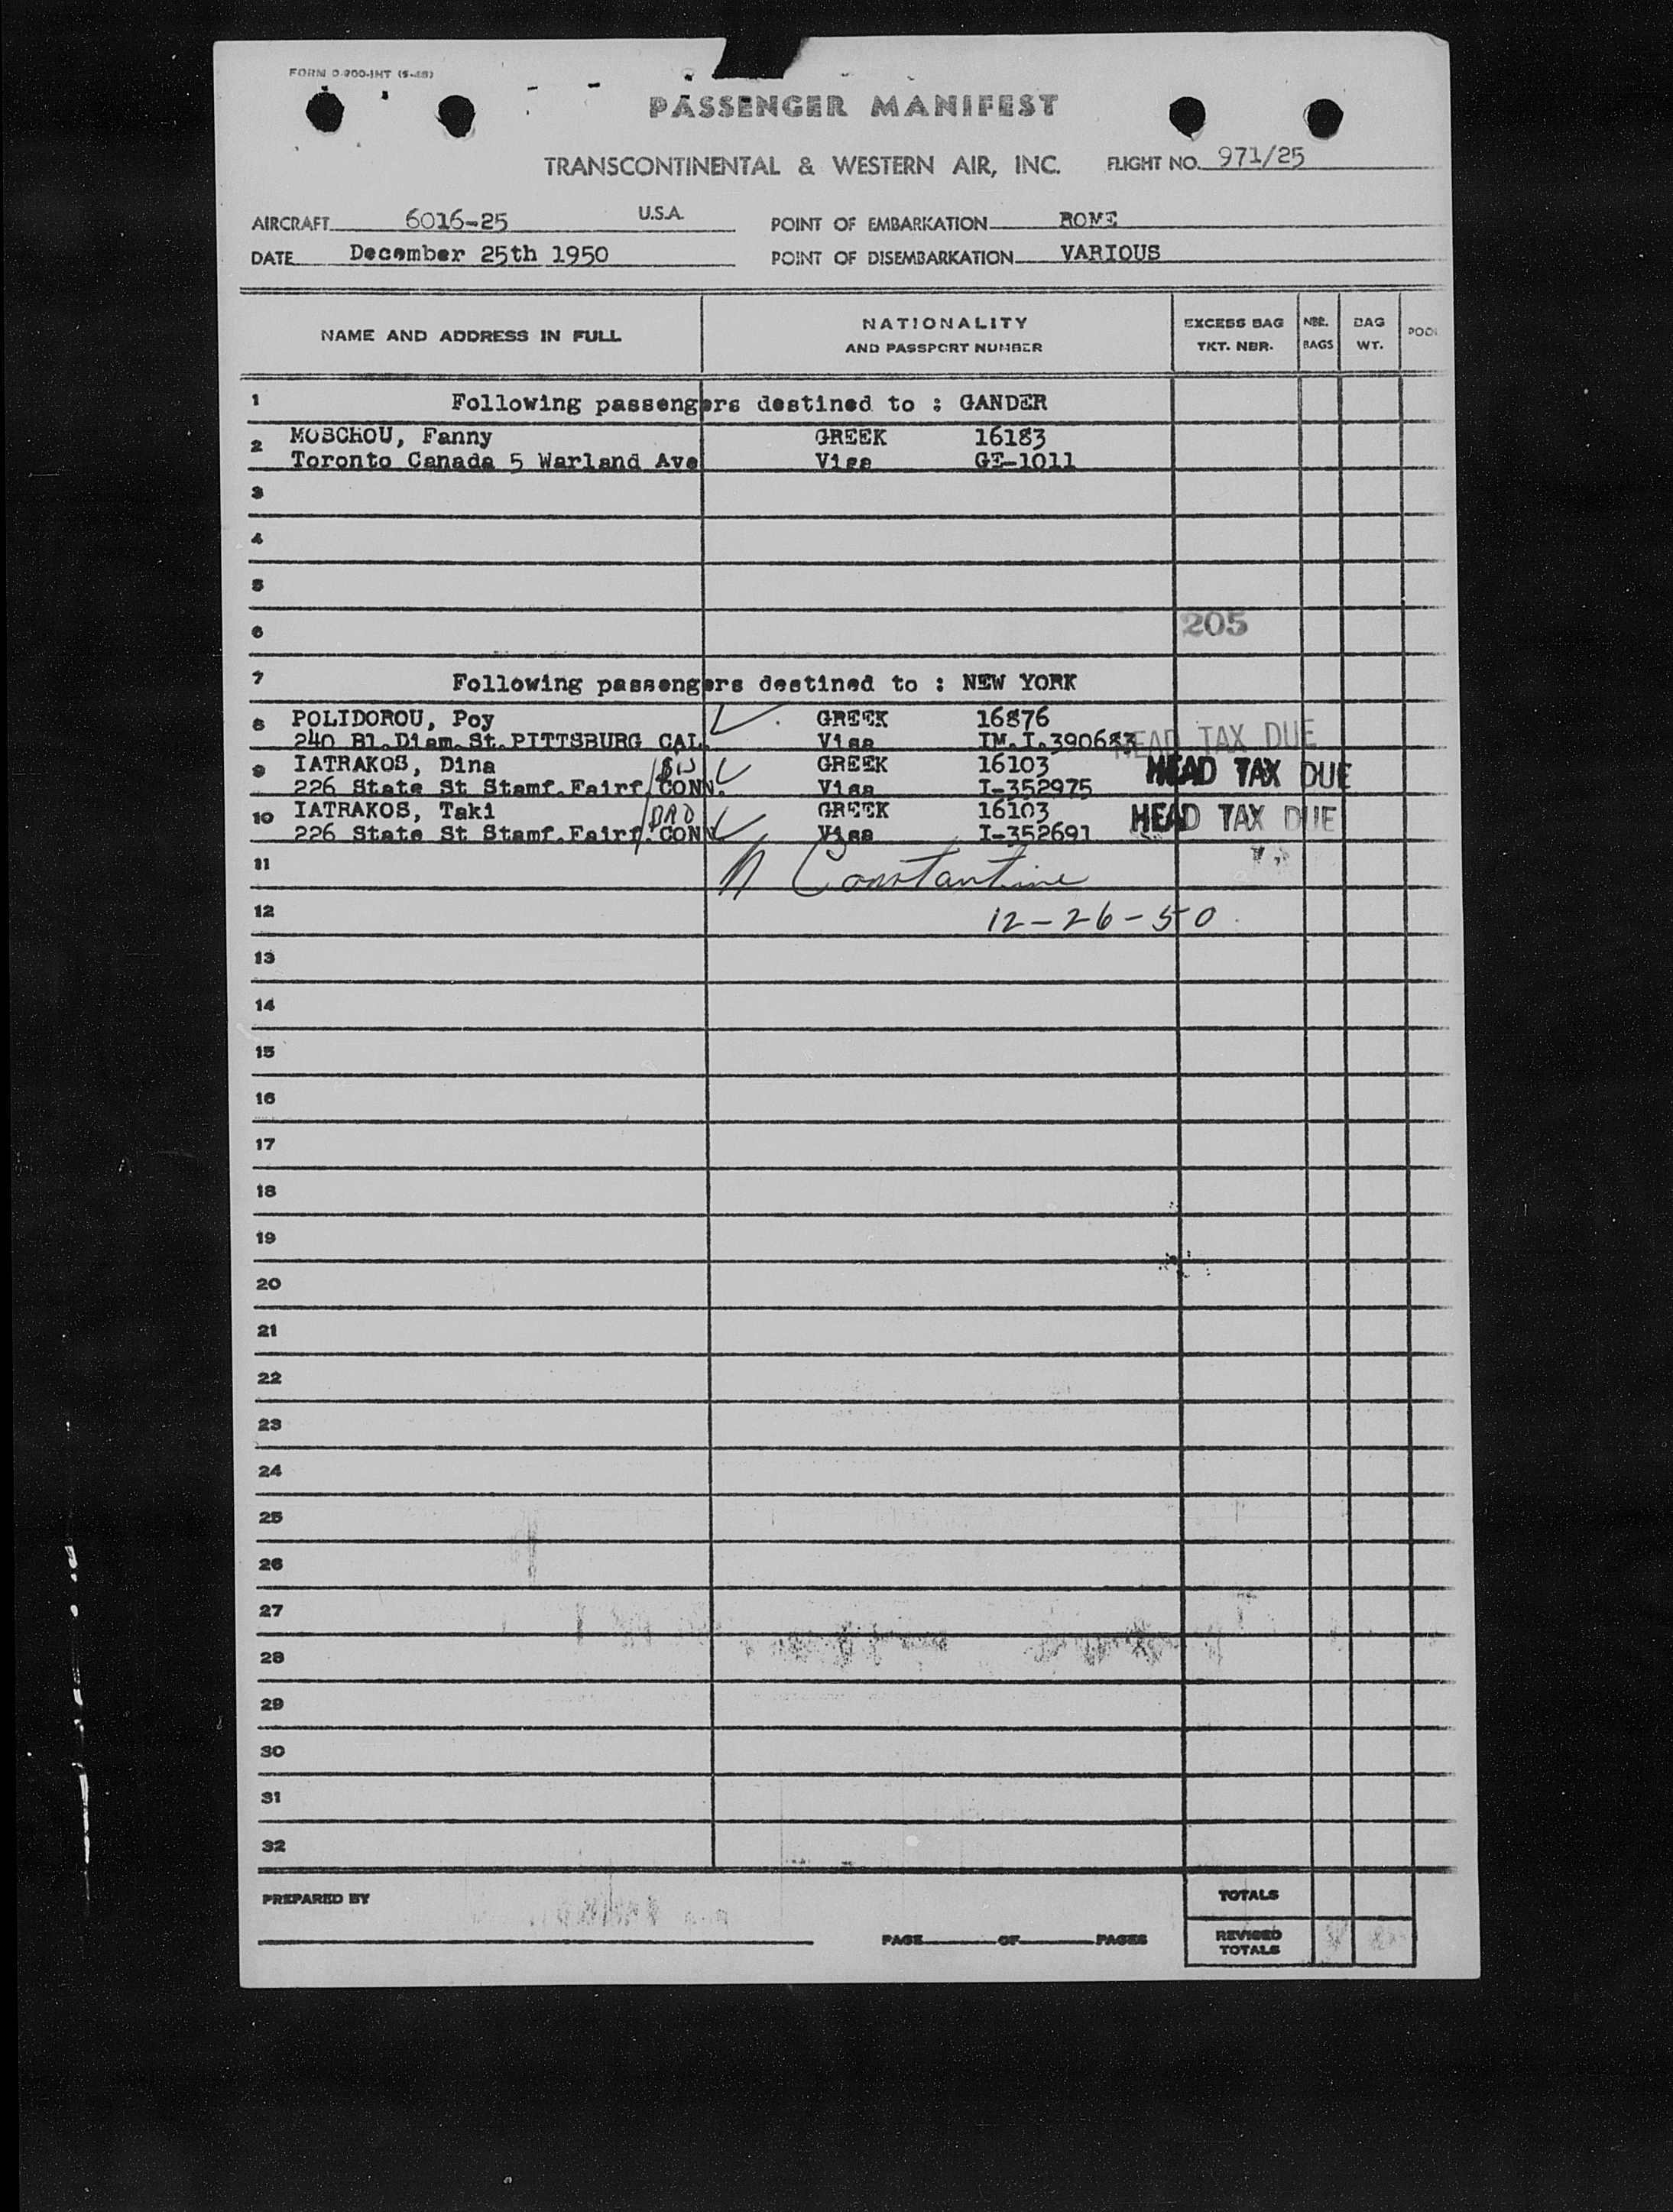 FORM O-900-INT (5-48)
PASSENGER MANIFEST
TRANSCONTINENTAL & WESTERN AIR, INC. FLIGHT NO. 971/25
AIRCRAFT 6016-25 U.S.A. POINT OF EMBARKATION ROME
DATE December 25th 1950 POINT OF DISEMBARKATION VARIOUS
NAME AND ADDRESS IN FULL NATIONALITY AND PASSPORT NUMBER EXCESS BAG TKT. NBR. NBR. BAGS BAG WT. POOL
1 Following passengers destined to : GANDER
2 MOSCHOU, Fanny GREEK 16183
Toronto Canada 5 Warland Ave Visa GE-1011
3
4
5
6 205
7 Following passengers destined to : NEW YORK
8 POLIDOROU, Poy GREEK 16876
240 Bl.Diam.St.PITTSBURG CAL. Visa IM.I.390683 HEAD TAX DUE
9 IATRAKOS, Dina GREEK 16103 HEAD TAX DUE
226 State St Stamf.Fairf.CONN. Visa I-352975
10 IATRAKOS, Taki GREEK 16103 HEAD TAX DUE
226 State St Stamf.Fairf.CONN Visa I-352691
11 Constantine
12 12-26-50
13
14
15
16
17
18
19
20
21
22
23
24
25
26
27
28
29
30
31
32
PREPARED BY TOTALS
PAGE OF PAGES REVISED TOTALS